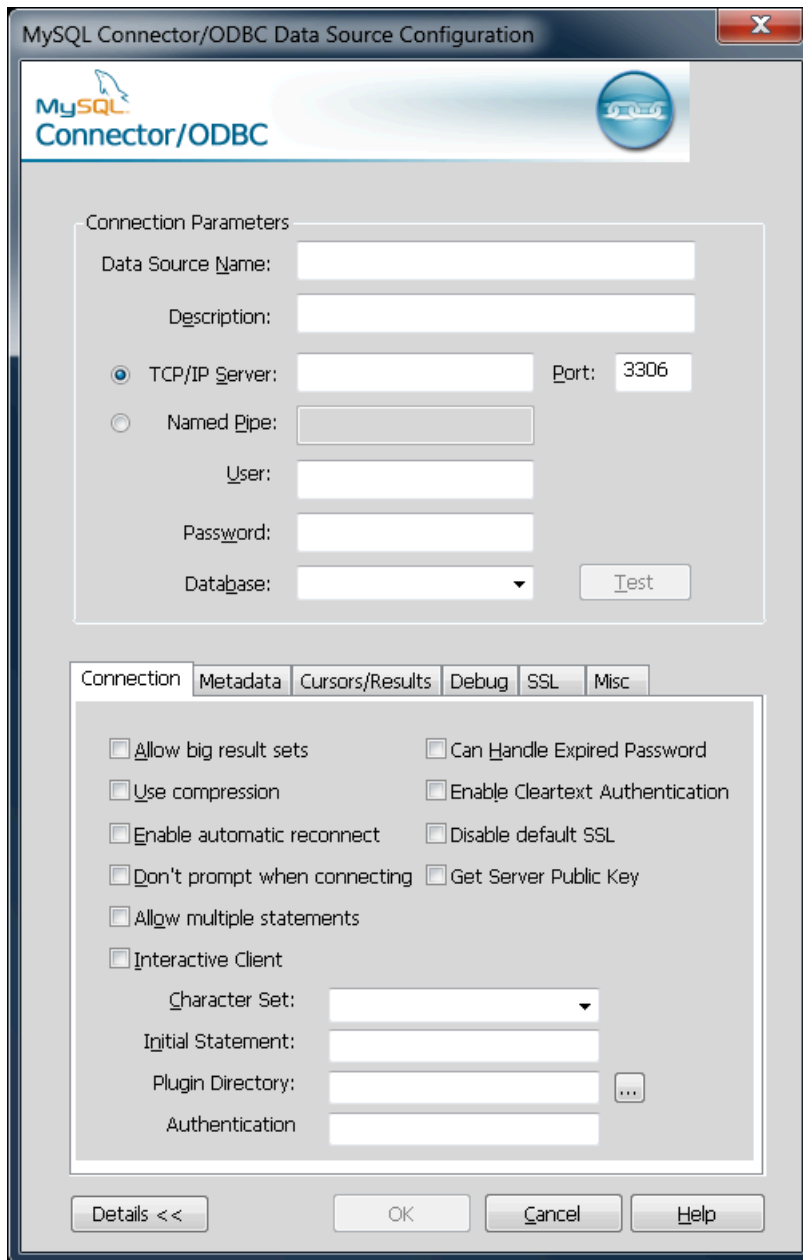 MySQL Connector/ODBC Data Source Configuration
X
MySQL
Connector/ODBC
Connection Parameters
Data Source Name:
Description:
TCP/IP Server:
Port: 3306
Named Pipe:
User:
Password:
Database:
Test
Connection Metadata Cursors/Results Debug SSL Misc
Allow big result sets
Can Handle Expired Password
Use compression
Enable Cleartext Authentication
Enable automatic reconnect
Disable default SSL
Don't prompt when connecting
Get Server Public Key
Allow multiple statements
Interactive Client
Character Set:
Initial Statement:
Plugin Directory:
...
Authentication
Details <<
OK
Cancel
Help